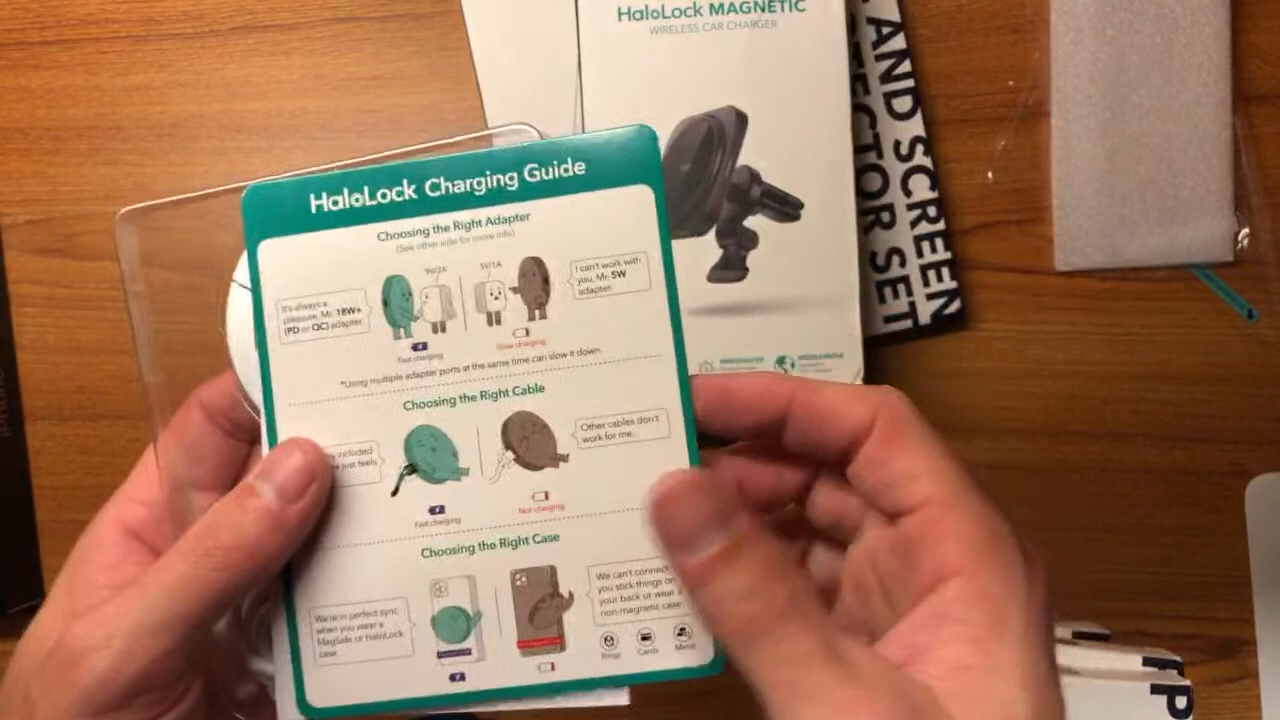 HaloLock MAGNETIC
WIRELESS CAR CHARGER
AND SCREEN
TECTOR SET
HaloLock Charging Guide
Choosing the Right Adapter
(See other side for more info)
It's always a
pleasure, Mr. 18W+
(PD or QC) adapter.
9V/2A
5V/1A
I can't work with
you, Mr. 5W
adapter.
Fast charging
Slow charging
*Using multiple adapter ports at the same time can slow it down.
Choosing the Right Cable
included
just feels
Other cables don't
work for me.
Fast charging
Not charging
Choosing the Right Case
We're in perfect sync
when you wear a
MagSafe or HaloLock
case.
We can't connect
you stick things on
your back or wear a
non-magnetic case.
Rings
Cards
Metal
iPhone
P